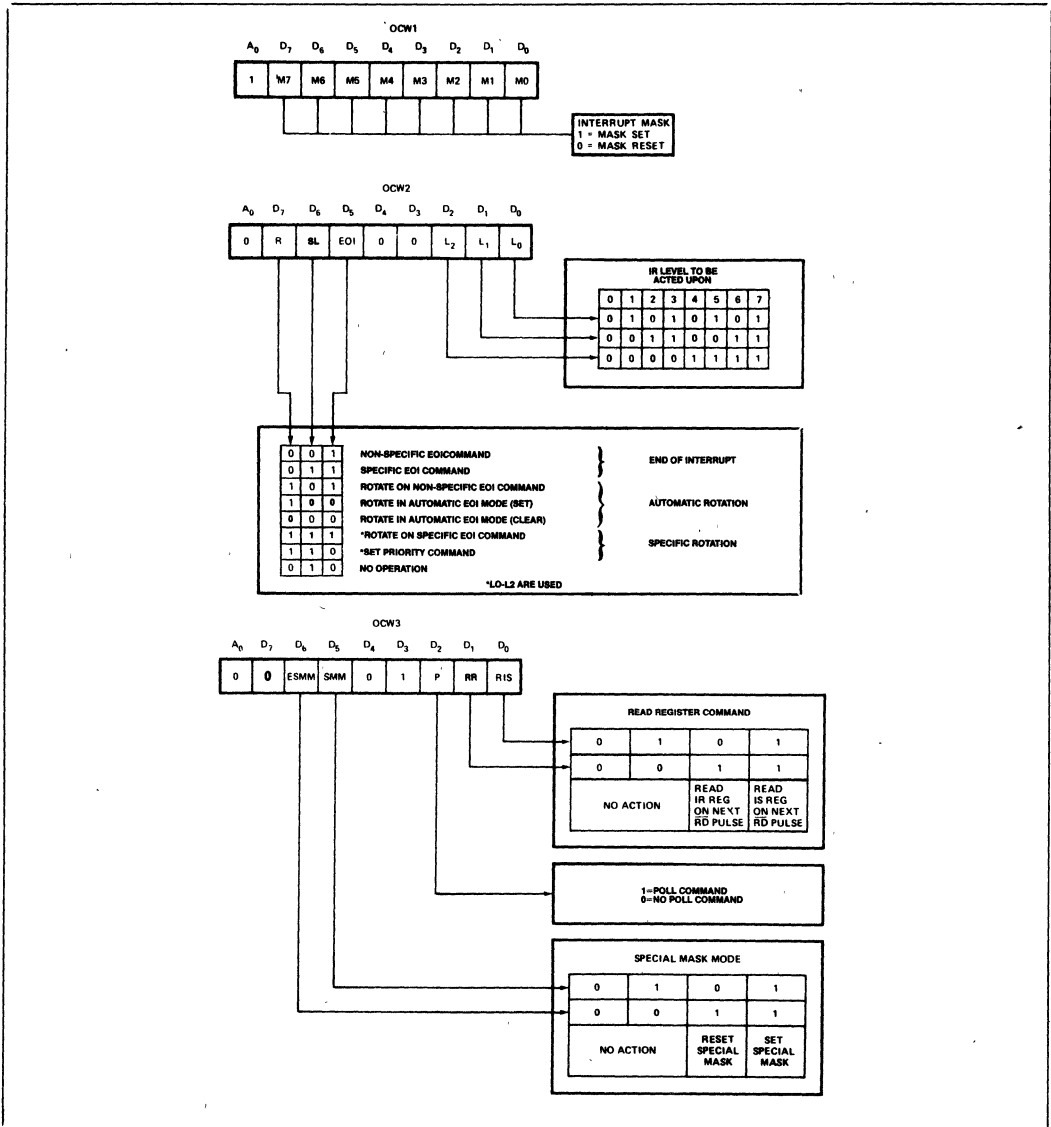 OCW1
A0 D7 D6 D5 D4 D3 D2 D1 D0
1 M7 M6 M5 M4 M3 M2 M1 M0
INTERRUPT MASK
1 = MASK SET
0 = MASK RESET
OCW2
A0 D7 D6 D5 D4 D3 D2 D1 D0
0 R SL EOI 0 0 L2 L1 L0
IR LEVEL TO BE
ACTED UPON
0 1 2 3 4 5 6 7
0 1 0 1 0 1 0 1
0 0 1 1 0 0 1 1
0 0 0 0 1 1 1 1
0 0 1 NON-SPECIFIC EOICOMMAND
0 1 1 SPECIFIC EOI COMMAND
END OF INTERRUPT
1 0 1 ROTATE ON NON-SPECIFIC EOI COMMAND
1 0 0 ROTATE IN AUTOMATIC EOI MODE (SET)
0 0 0 ROTATE IN AUTOMATIC EOI MODE (CLEAR)
AUTOMATIC ROTATION
1 1 1 *ROTATE ON SPECIFIC EOI COMMAND
1 1 0 *SET PRIORITY COMMAND
SPECIFIC ROTATION
0 1 0 NO OPERATION
*LO-L2 ARE USED
OCW3
A0 D7 D6 D5 D4 D3 D2 D1 D0
0 0 ESMM SMM 0 1 P RR RIS
READ REGISTER COMMAND
0 1 0 1
0 0 1 1
NO ACTION
READ
IR REG
ON NEXT
RD PULSE
READ
IS REG
ON NEXT
RD PULSE
1=POLL COMMAND
0=NO POLL COMMAND
SPECIAL MASK MODE
0 1 0 1
0 0 1 1
NO ACTION
RESET
SPECIAL
MASK
SET
SPECIAL
MASK